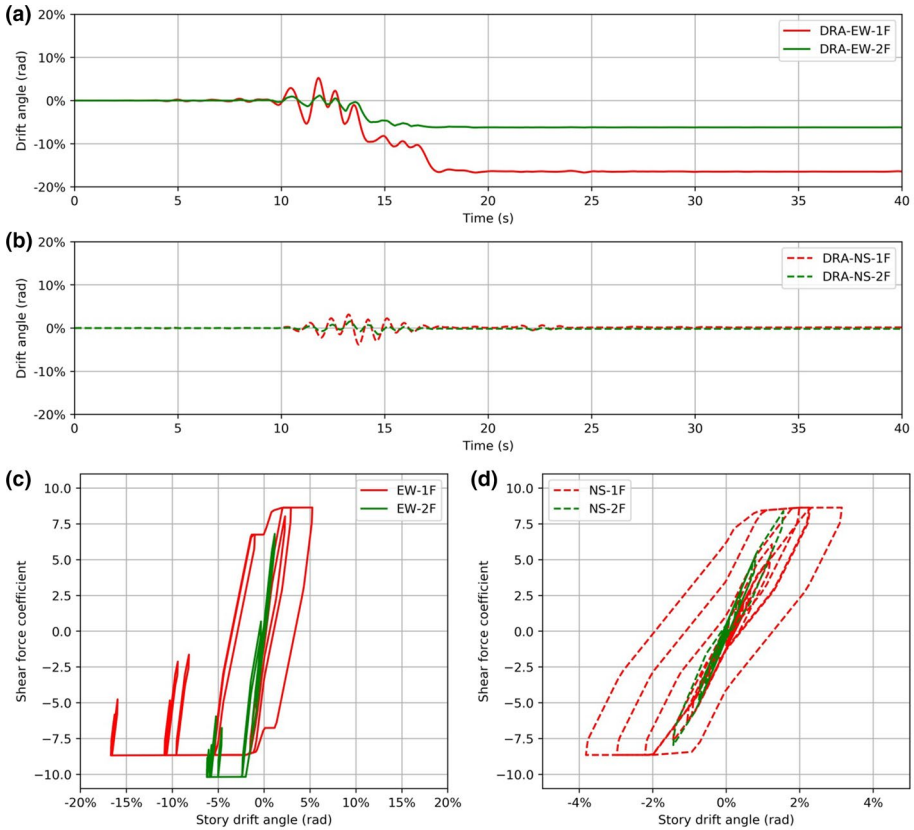 (a)
20%
10%
0%
-10%
-20%
Drift angle (rad)
DRA-EW-1F
DRA-EW-2F
0 5 10 15 20 25 30 35 40
Time (s)
(b)
20%
10%
0%
-10%
-20%
Drift angle (rad)
DRA-NS-1F
DRA-NS-2F
0 5 10 15 20 25 30 35 40
Time (s)
(c)
10.0
7.5
5.0
2.5
0.0
−2.5
−5.0
−7.5
−10.0
Shear force coefficient
EW-1F
EW-2F
-20% -15% -10% -5% 0% 5% 10% 15% 20%
Story drift angle (rad)
(d)
10.0
7.5
5.0
2.5
0.0
−2.5
−5.0
−7.5
−10.0
Shear force coefficient
NS-1F
NS-2F
-4% -2% 0% 2% 4%
Story drift angle (rad)